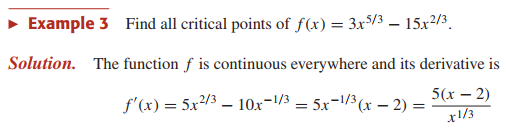 ▶ Example 3 Find all critical points of f(x) = 3x^{5/3} − 15x^{2/3}.
Solution. The function f is continuous everywhere and its derivative is
f′(x) = 5x^{2/3} − 10x^{−1/3} = 5x^{−1/3}(x − 2) = \frac{5(x − 2)}{x^{1/3}}